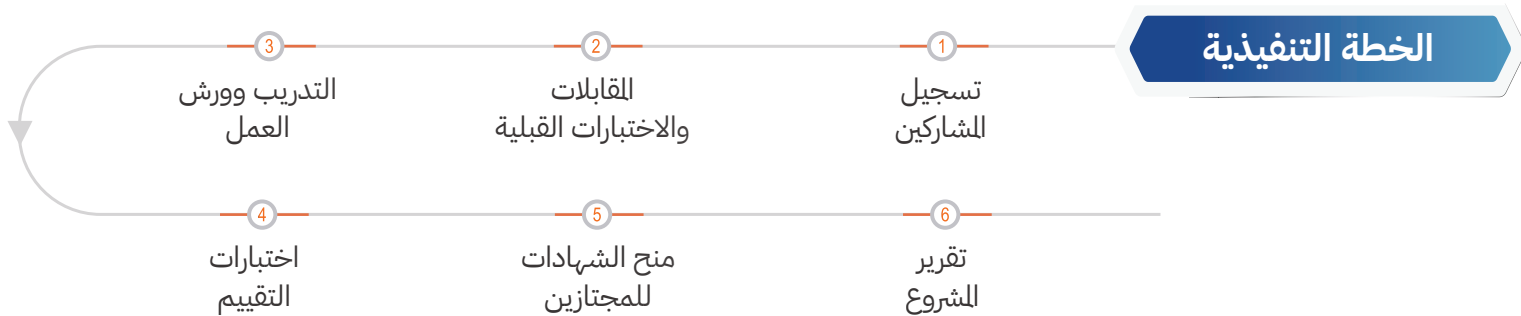 الخطة التنفيذية
1
تسجيل
المشاركين
2
المقابلات
والاختبارات القبلية
3
التدريب وورش
العمل
4
اختبارات
التقييم
5
منح الشهادات
للمجتازين
6
تقرير
المشروع